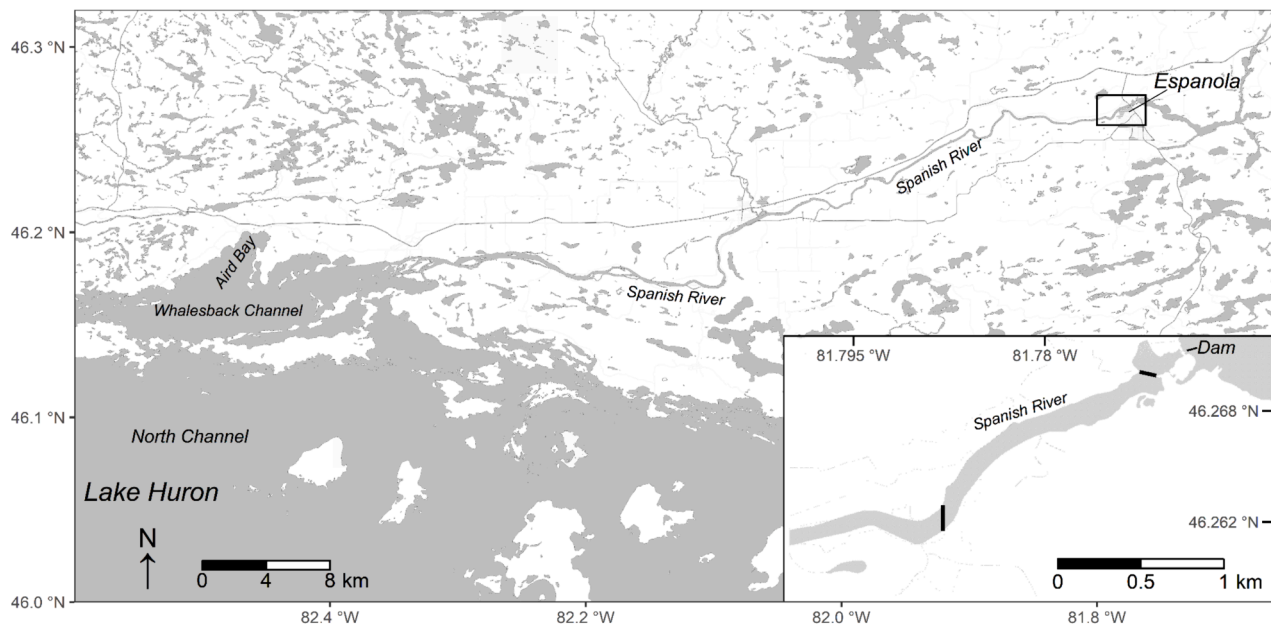 46.3 °N
Espanola
Spanish River
46.2 °N
Aird Bay
Whalesback Channel
Spanish River
81.795 °W
81.78 °W
Dam
Spanish River
46.268 °N
46.1 °N
North Channel
Lake Huron
46.262 °N
N
0
4
8 km
0
0.5
1 km
46.0 °N
82.4 °W
82.2 °W
82.0 °W
81.8 °W